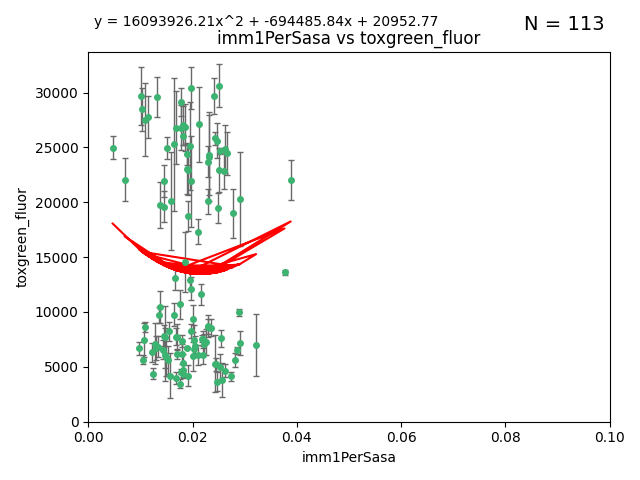 y = 16093926.21x^2 + -694485.84x + 20952.77
N = 113
imm1PerSasa vs toxgreen_fluor
30000
25000
20000
15000
10000
5000
0
toxgreen_fluor
0.00 0.02 0.04 0.06 0.08 0.10
imm1PerSasa